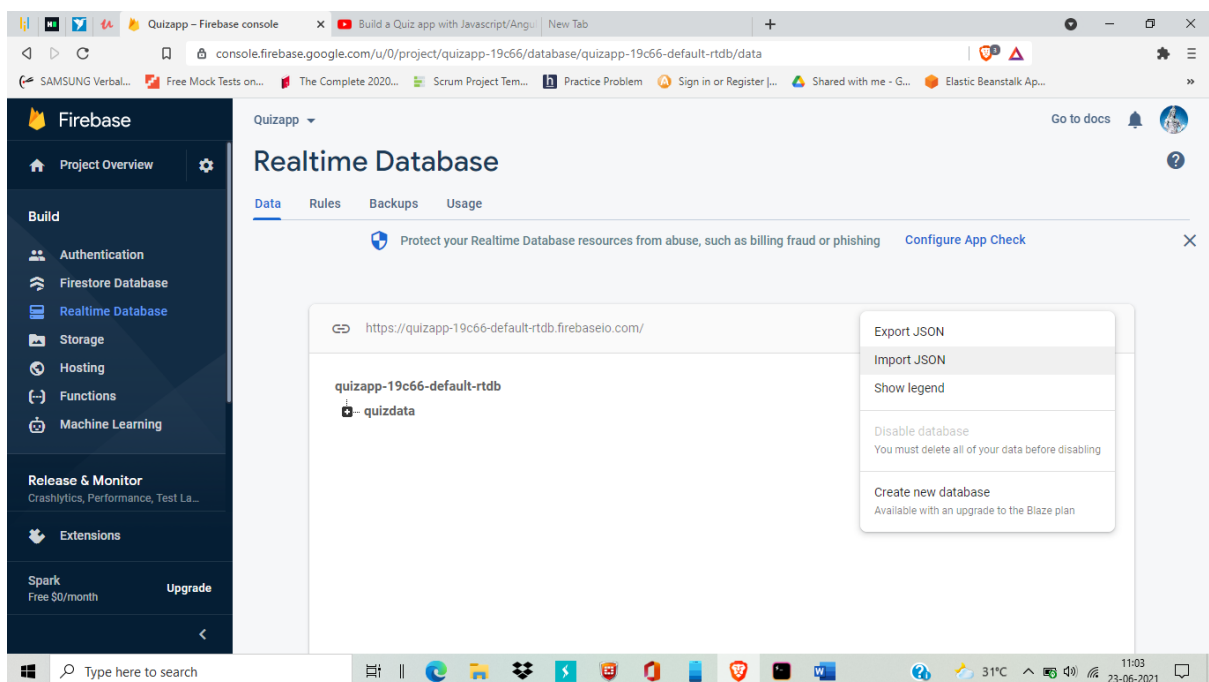 Quizapp – Firebase console
Build a Quiz app with Javascript/Angul
New Tab
console.firebase.google.com/u/0/project/quizapp-19c66/database/quizapp-19c66-default-rtdb/data
SAMSUNG Verbal...
Free Mock Tests on...
The Complete 2020...
Scrum Project Tem...
Practice Problem
Sign in or Register |...
Shared with me - G...
Elastic Beanstalk Ap...
»
Firebase
Project Overview
Build
Authentication
Firestore Database
Realtime Database
Storage
Hosting
Functions
Machine Learning
Release & Monitor
Crashlytics, Performance, Test La...
Extensions
Spark
Free $0/month
Upgrade
Quizapp
Go to docs
Realtime Database
Data Rules Backups Usage
Protect your Realtime Database resources from abuse, such as billing fraud or phishing
Configure App Check
https://quizapp-19c66-default-rtdb.firebaseio.com/
quizapp-19c66-default-rtdb
quizdata
Export JSON
Import JSON
Show legend
Disable database
You must delete all of your data before disabling
Create new database
Available with an upgrade to the Blaze plan
Type here to search
31°C
11:03
23-06-2021